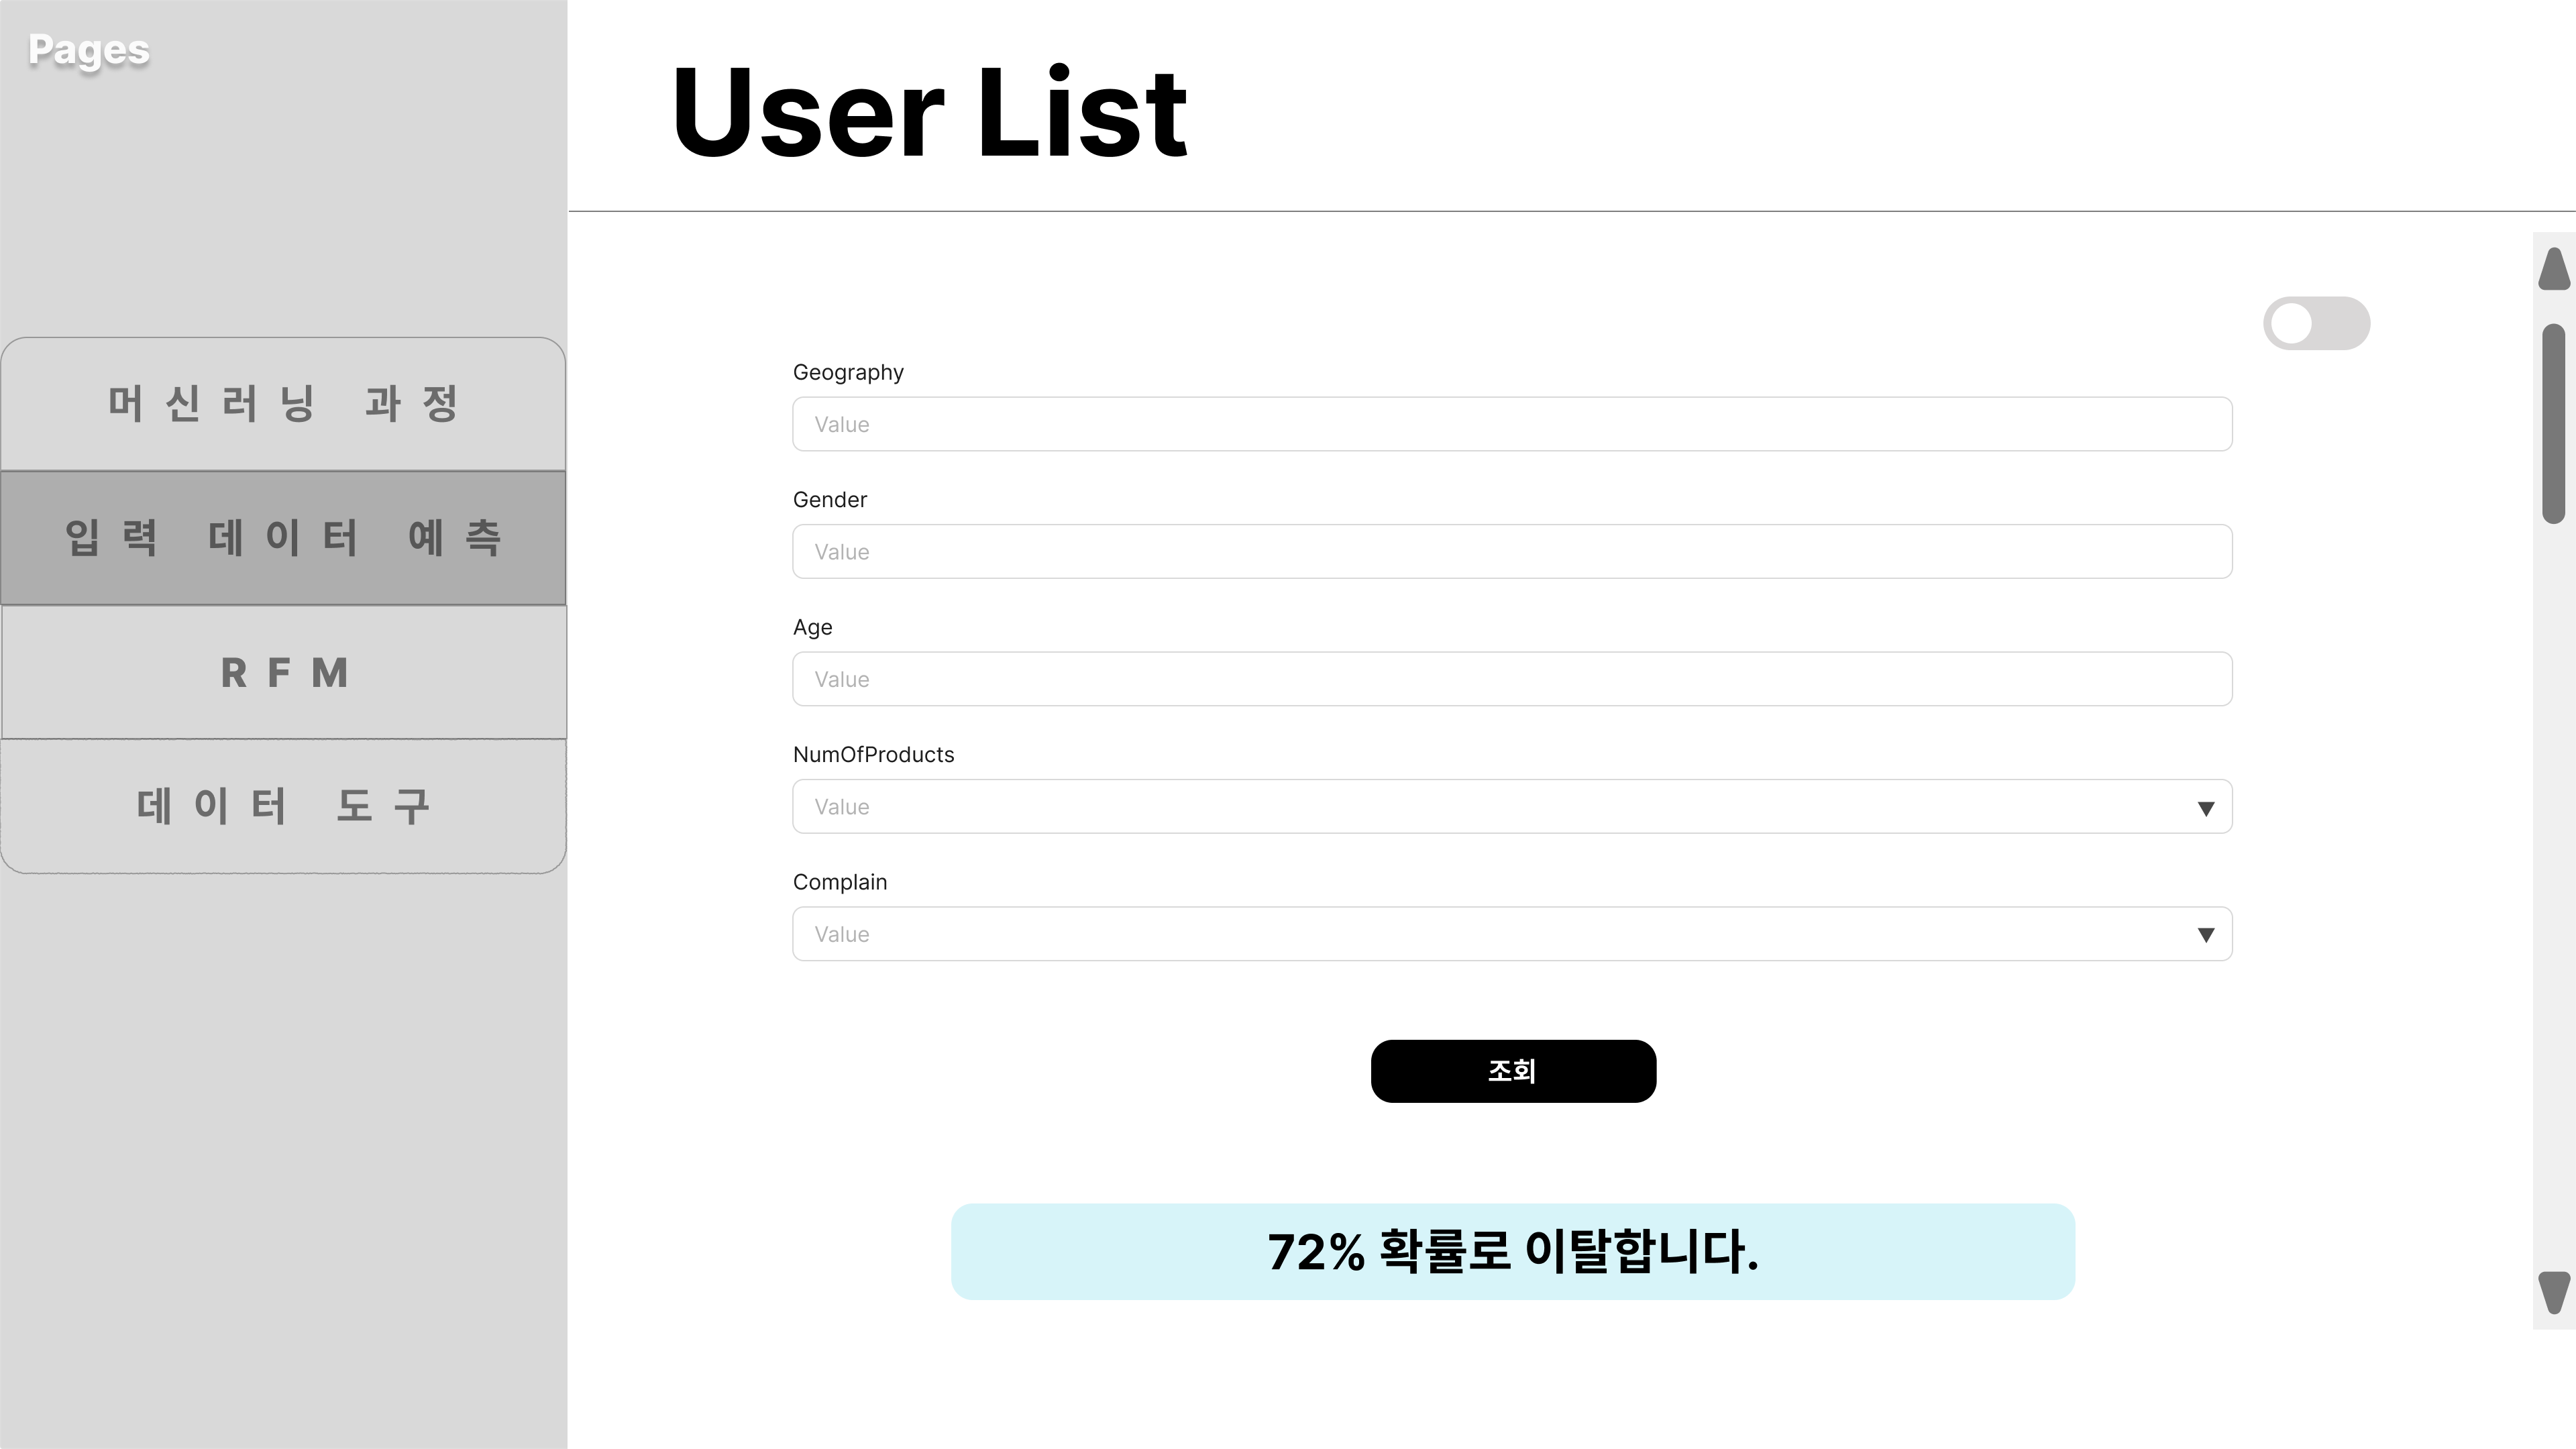 Pages
머신러닝 과정
입력 데이터 예측
RFM
데이터 도구
User List
Geography
Value
Gender
Value
Age
Value
NumOfProducts
Value
Complain
Value
조회
72% 확률로 이탈합니다.